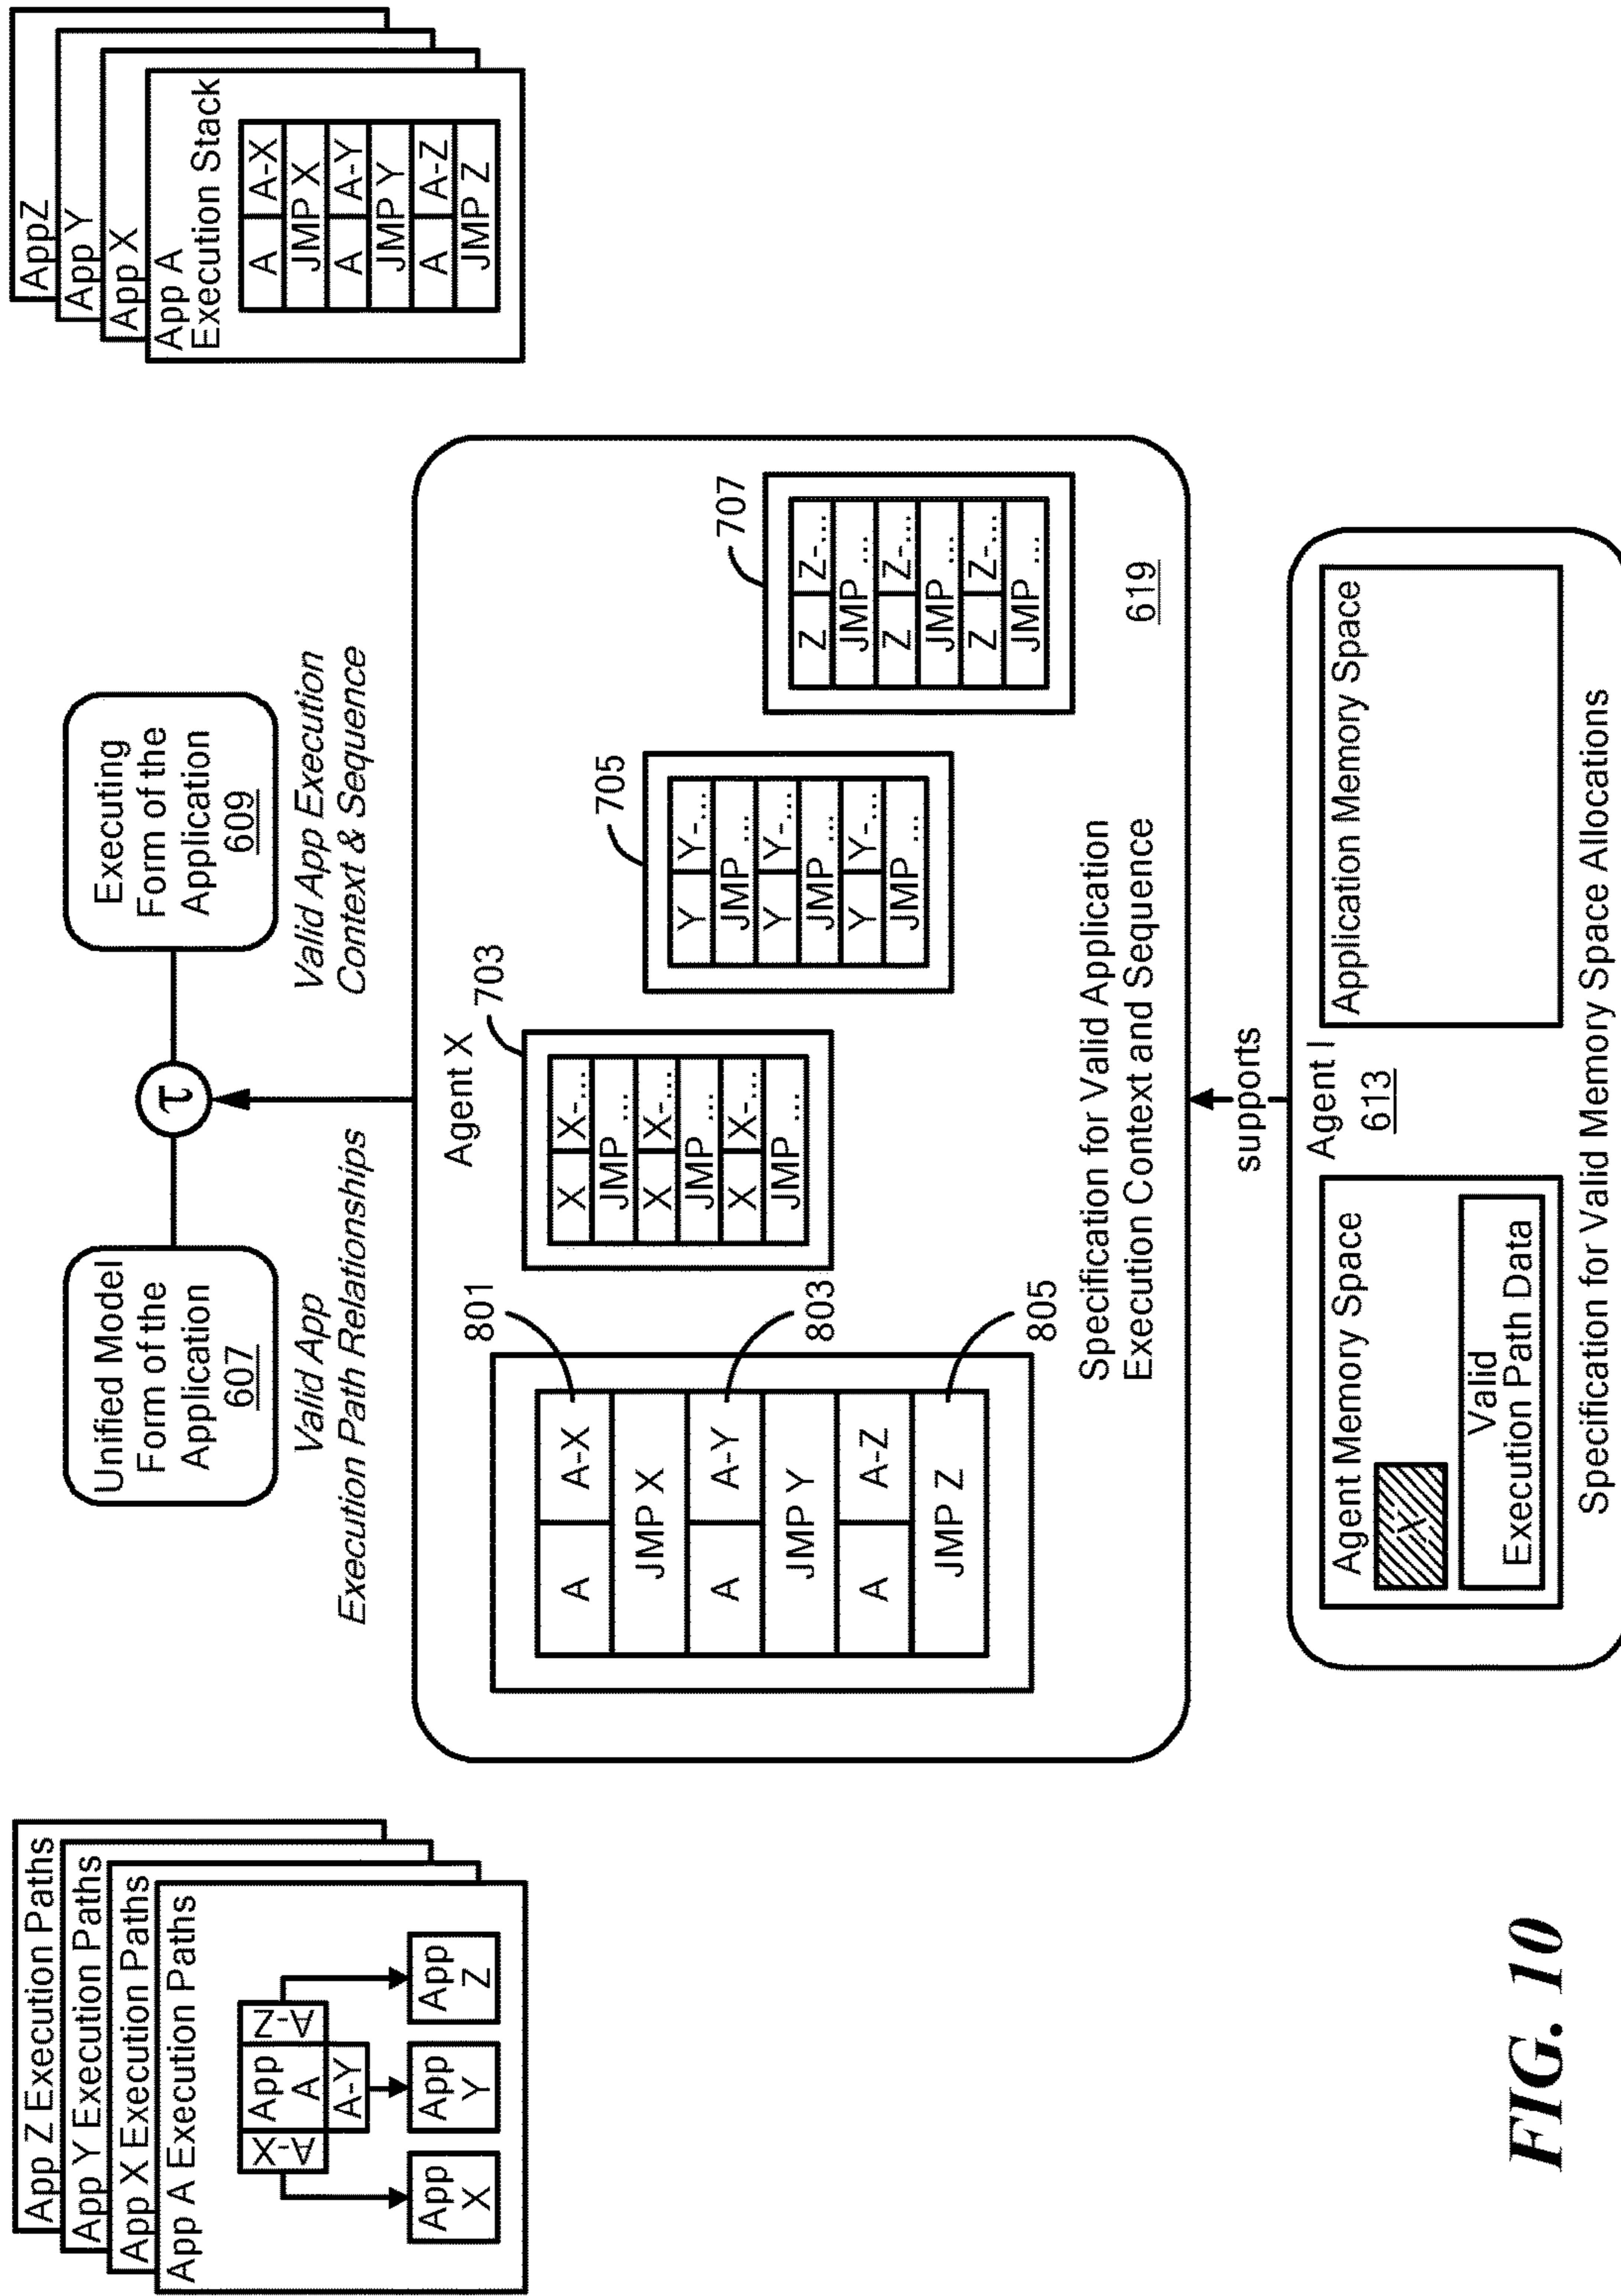 App Z Execution Paths
App Y Execution Paths
App X Execution Paths
App A Execution Paths
A-X
App
A
A-Z
A-Y
App
X
App
Y
App
Z
Unified Model
Form of the
Application
607
τ
Executing
Form of the
Application
609
Valid App
Execution Path Relationships
Valid App Execution
Context & Sequence
AppZ
App Y
App X
App A
Execution Stack
A A-X
JMP X
A A-Y
JMP Y
A A-Z
JMP Z
Agent X
801
803
805
A A-X
JMP X
A A-Y
JMP Y
A A-Z
JMP Z
703
X X-...
JMP ...
X X-...
JMP ...
X X-...
JMP ...
705
Y Y-...
JMP ...
Y Y-...
JMP ...
Y Y-...
JMP ...
707
Z Z-...
JMP ...
Z Z-...
JMP ...
Z Z-...
JMP ...
Specification for Valid Application
Execution Context and Sequence
619
supports
Agent Memory Space
X
Valid
Execution Path Data
Agent I
613
Application Memory Space
Specification for Valid Memory Space Allocations
FIG. 10